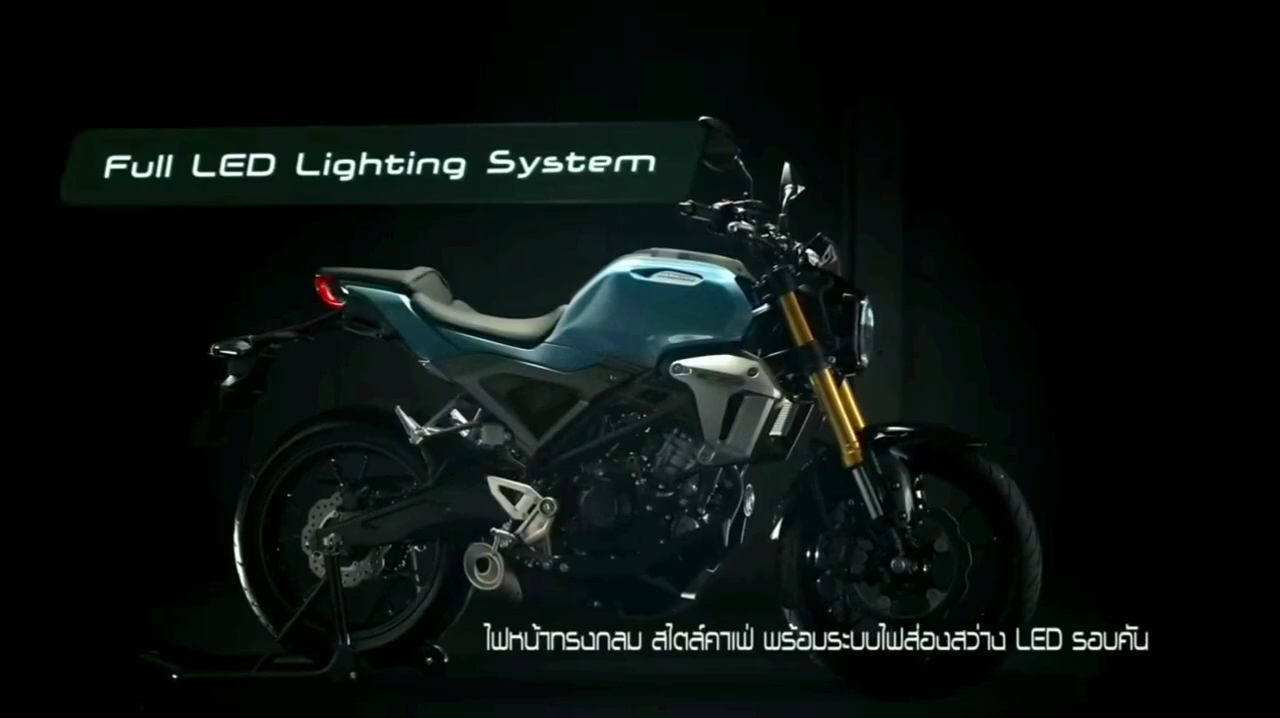 Full LED Lighting System
ไฟหน้าทรงกลม สไตล์คาเฟ่ พร้อมระบบไฟส่องสว่าง LED รอบคัน